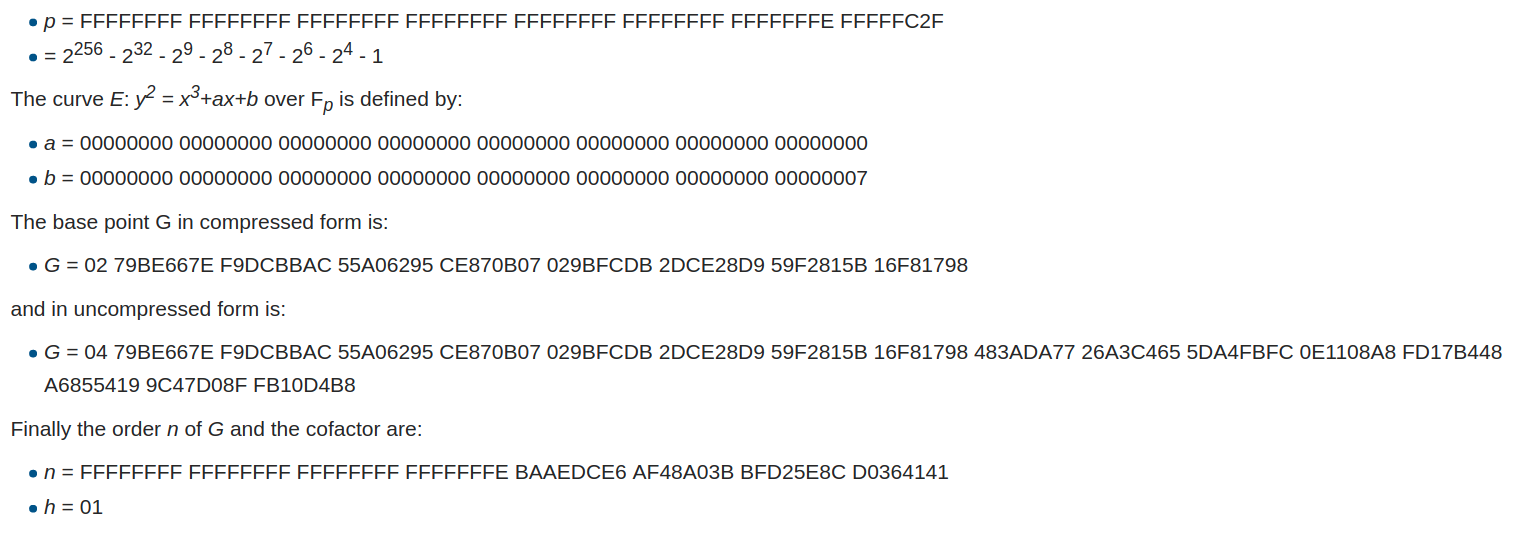 • p = FFFFFFFF FFFFFFFF FFFFFFFF FFFFFFFF FFFFFFFF FFFFFFFF FFFFFFFE FFFFFC2F
• = 2^256 - 2^32 - 2^9 - 2^8 - 2^7 - 2^6 - 2^4 - 1
The curve E: y^2 = x^3+ax+b over F_p is defined by:
• a = 00000000 00000000 00000000 00000000 00000000 00000000 00000000 00000000
• b = 00000000 00000000 00000000 00000000 00000000 00000000 00000000 00000007
The base point G in compressed form is:
• G = 02 79BE667E F9DCBBAC 55A06295 CE870B07 029BFCDB 2DCE28D9 59F2815B 16F81798
and in uncompressed form is:
• G = 04 79BE667E F9DCBBAC 55A06295 CE870B07 029BFCDB 2DCE28D9 59F2815B 16F81798 483ADA77 26A3C465 5DA4FBFC 0E1108A8 FD17B448
A6855419 9C47D08F FB10D4B8
Finally the order n of G and the cofactor are:
• n = FFFFFFFF FFFFFFFF FFFFFFFF FFFFFFFE BAAEDCE6 AF48A03B BFD25E8C D0364141
• h = 01